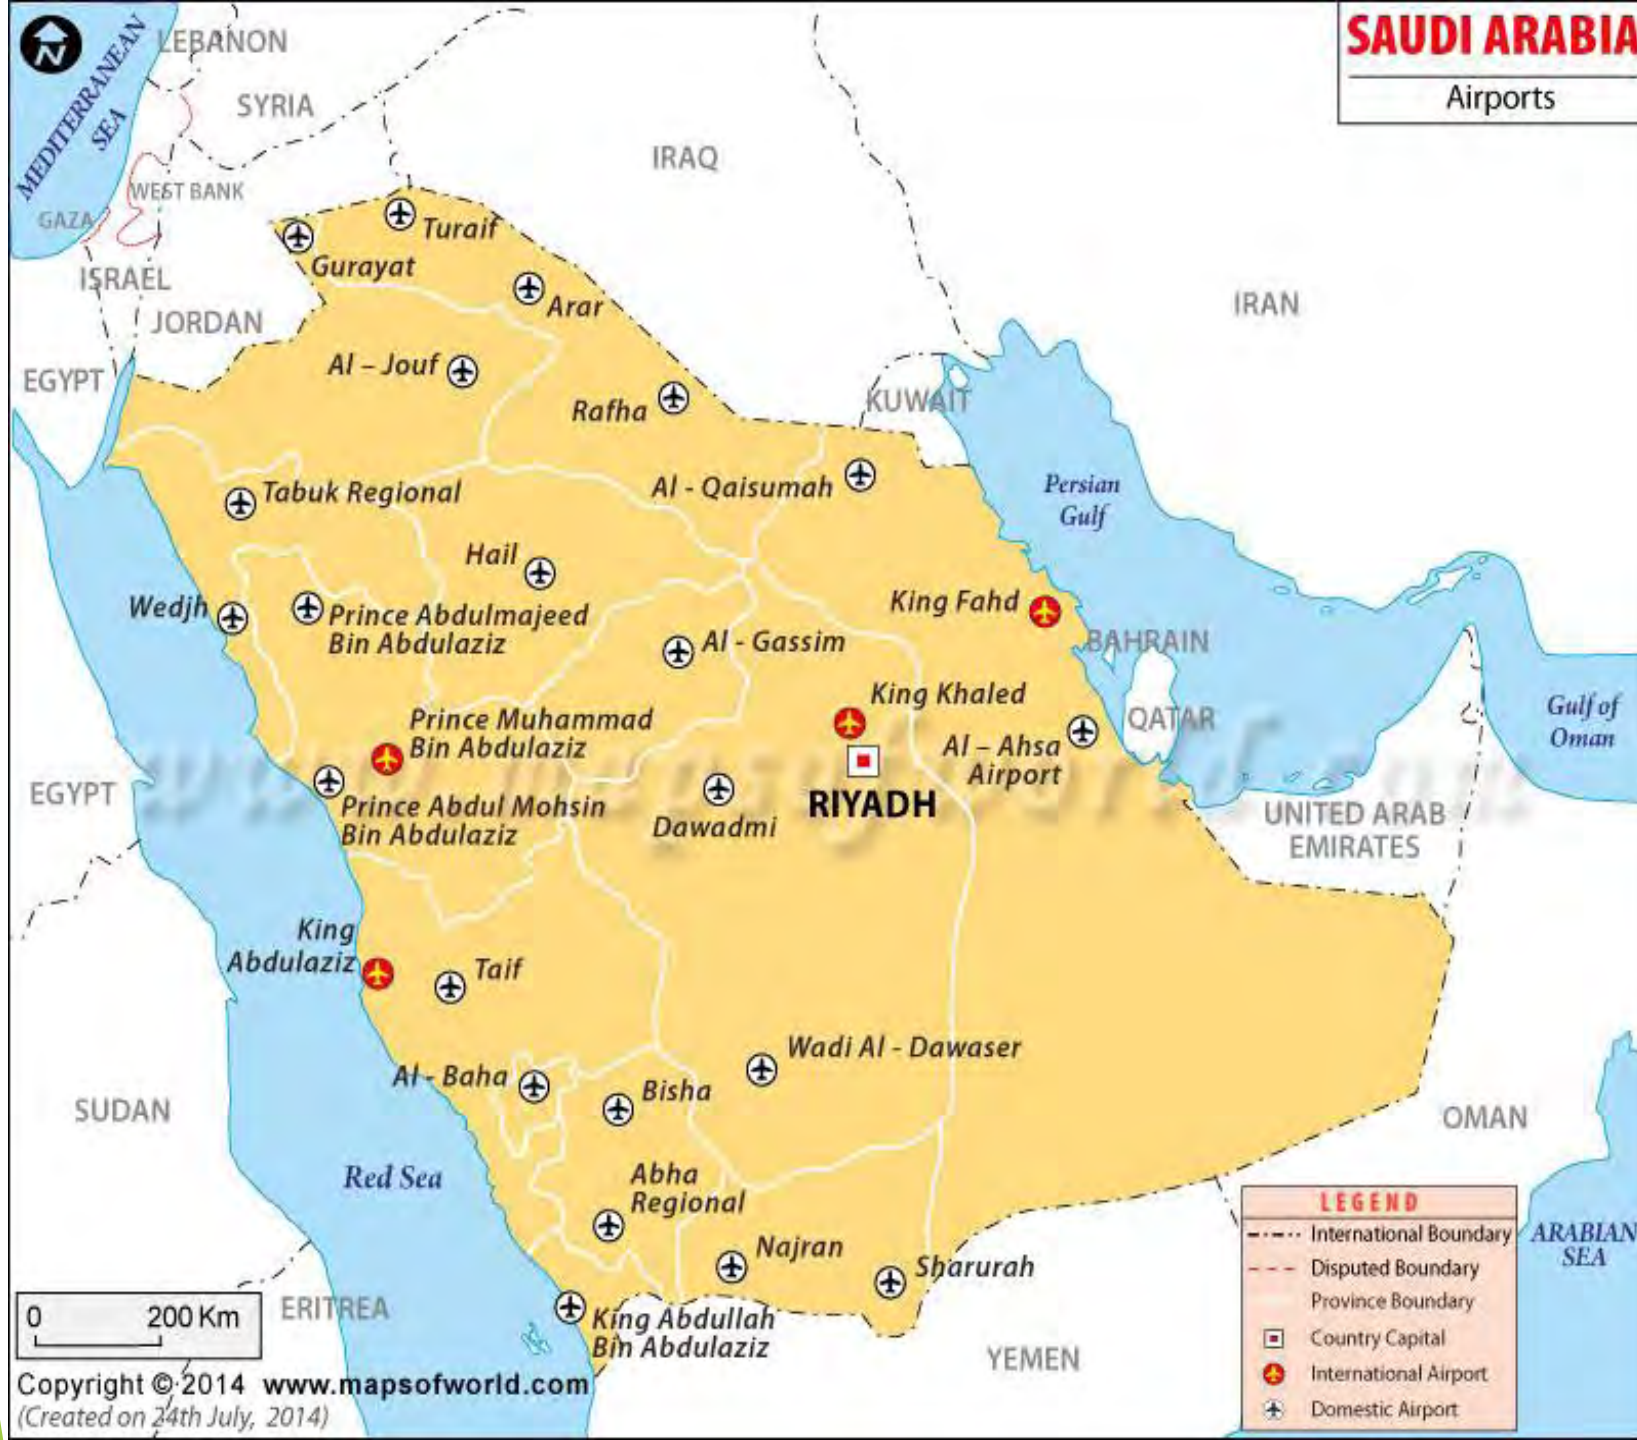 SAUDI ARABIA
Airports
N
MEDITERRANEAN
SEA
LEBANON
SYRIA
IRAQ
WEST BANK
GAZA
ISRAEL
JORDAN
IRAN
EGYPT
KUWAIT
Turaif
Gurayat
Arar
Al – Jouf
Rafha
Al - Qaisumah
Persian
Gulf
Tabuk Regional
Hail
Wedjh
Prince Abdulmajeed
Bin Abdulaziz
King Fahd
BAHRAIN
Al - Gassim
King Khaled
QATAR
Gulf of
Oman
Prince Muhammad
Bin Abdulaziz
Al – Ahsa
Airport
EGYPT
www.mapsofworld.com
Prince Abdul Mohsin
Bin Abdulaziz
Dawadmi
RIYADH
UNITED ARAB
EMIRATES
King
Abdulaziz
Taif
Wadi Al - Dawaser
Al - Baha
Bisha
SUDAN
OMAN
Red Sea
Abha
Regional
Najran
Sharurah
King Abdullah
Bin Abdulaziz
ERITREA
YEMEN
ARABIAN
SEA
LEGEND
International Boundary
Disputed Boundary
Province Boundary
Country Capital
International Airport
Domestic Airport
0 200 Km
Copyright © 2014 www.mapsofworld.com
(Created on 24th July, 2014)